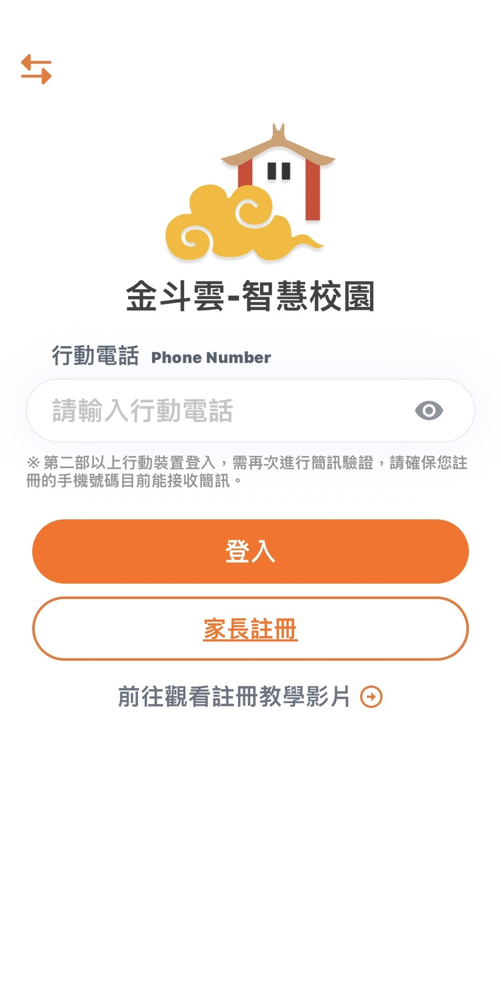 金斗雲-智慧校園
行動電話 Phone Number
請輸入行動電話
※ 第二部以上行動裝置登入，需再次進行簡訊驗證，請確保您註
冊的手機號碼目前能接收簡訊。
登入
家長註冊
前往觀看註冊教學影片